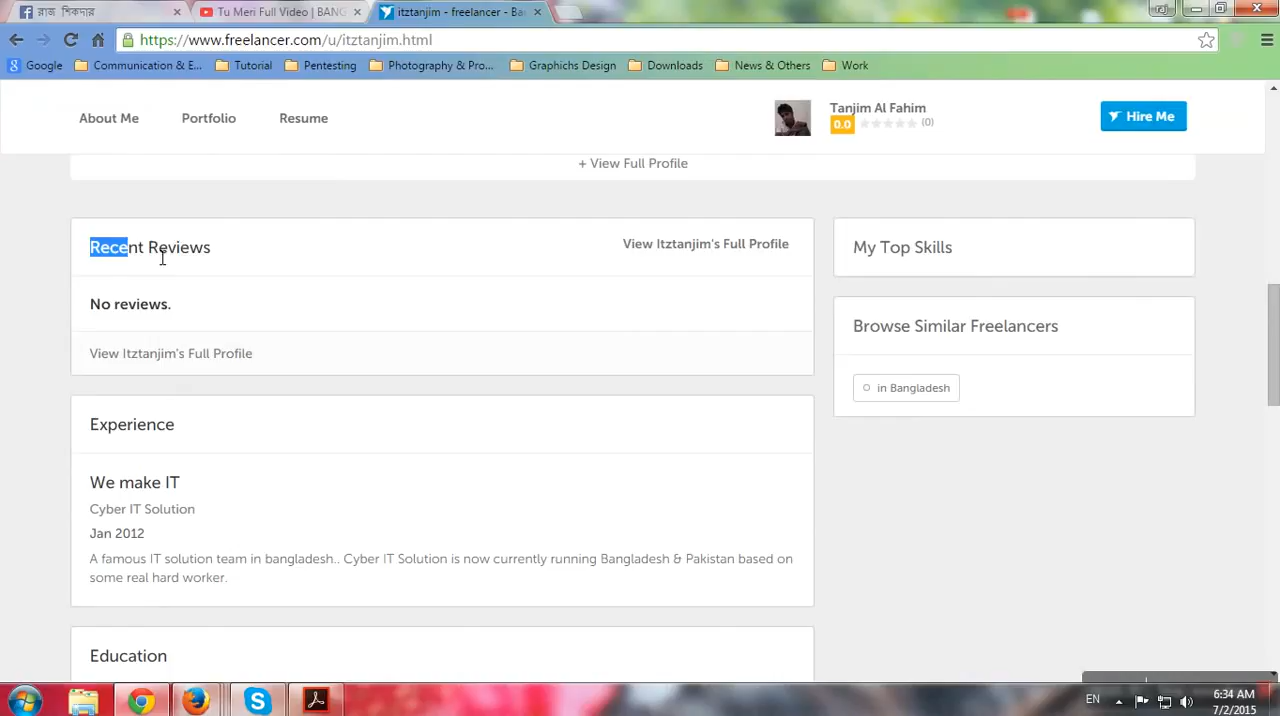 রাজ শিকদার
Tu Meri Full Video | BANG
itztanjim - freelancer - Ba
https://www.freelancer.com/u/itztanjim.html
Google Communication & E... Tutorial Pentesting Photography & Pro... Graphichs Design Downloads News & Others Work
About Me Portfolio Resume
Tanjim Al Fahim
0.0 (0)
Hire Me
+ View Full Profile
Recent Reviews
View Itztanjim's Full Profile
No reviews.
View Itztanjim's Full Profile
My Top Skills
Browse Similar Freelancers
in Bangladesh
Experience
We make IT
Cyber IT Solution
Jan 2012
A famous IT solution team in bangladesh.. Cyber IT Solution is now currently running Bangladesh & Pakistan based on
some real hard worker.
Education
EN
6:34 AM
7/2/2015